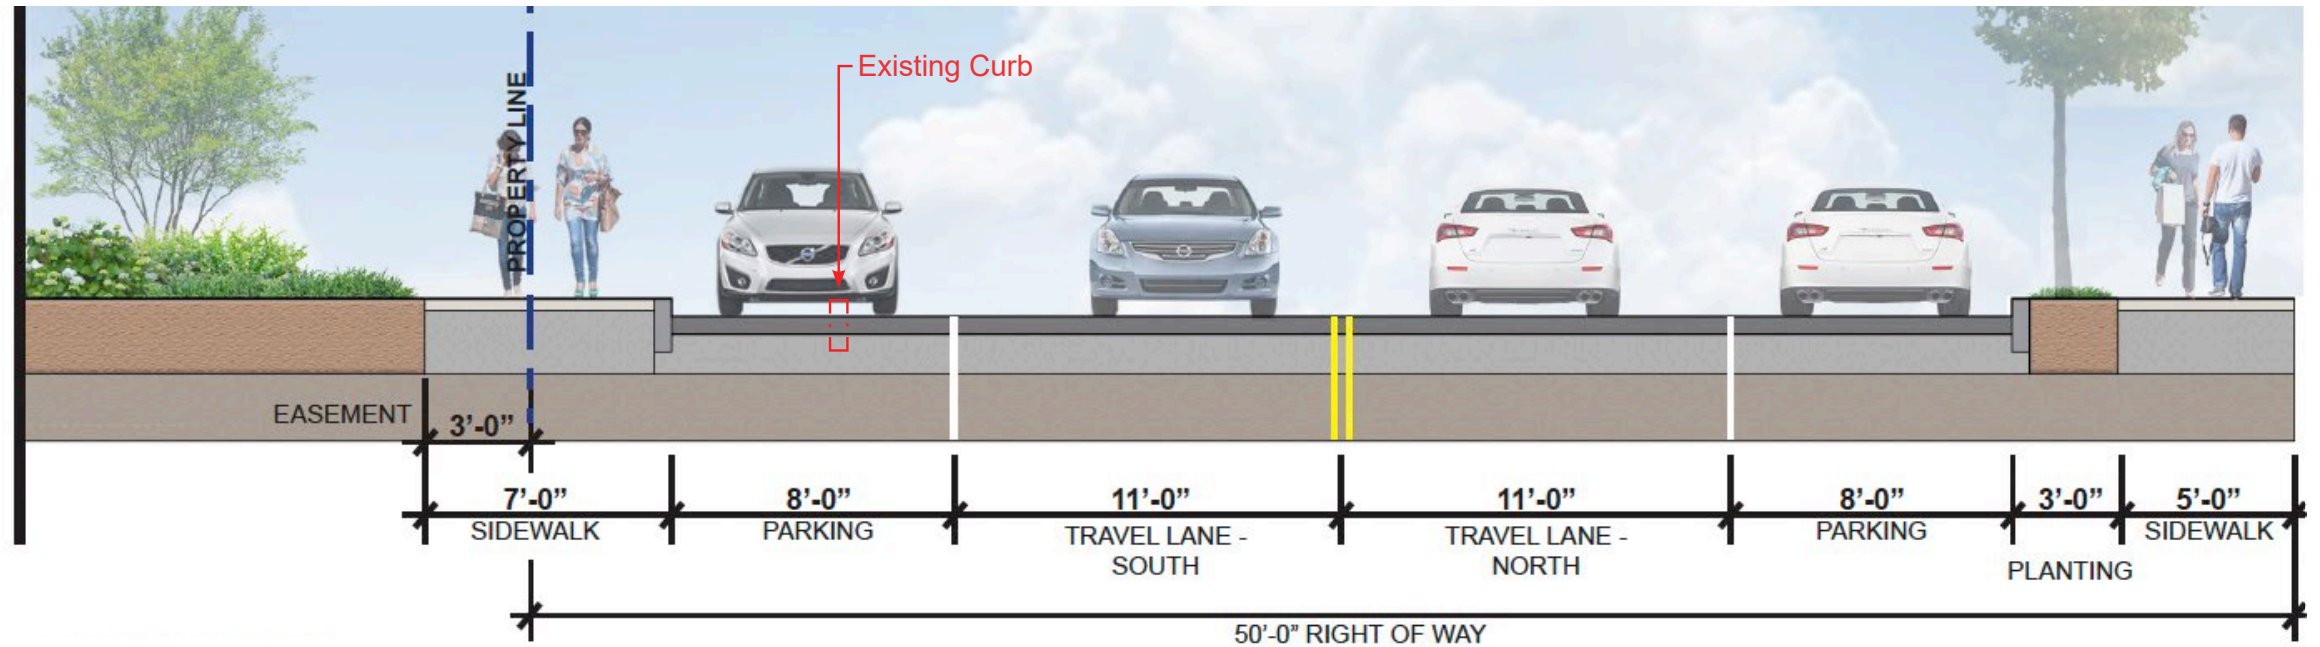 Existing Curb
PROPERTY LINE
EASEMENT
3’-0”
7’-0”
SIDEWALK
8’-0”
PARKING
11’-0”
TRAVEL LANE -
SOUTH
11’-0”
TRAVEL LANE -
NORTH
8’-0”
PARKING
3’-0”
PLANTING
5’-0”
SIDEWALK
50’-0” RIGHT OF WAY